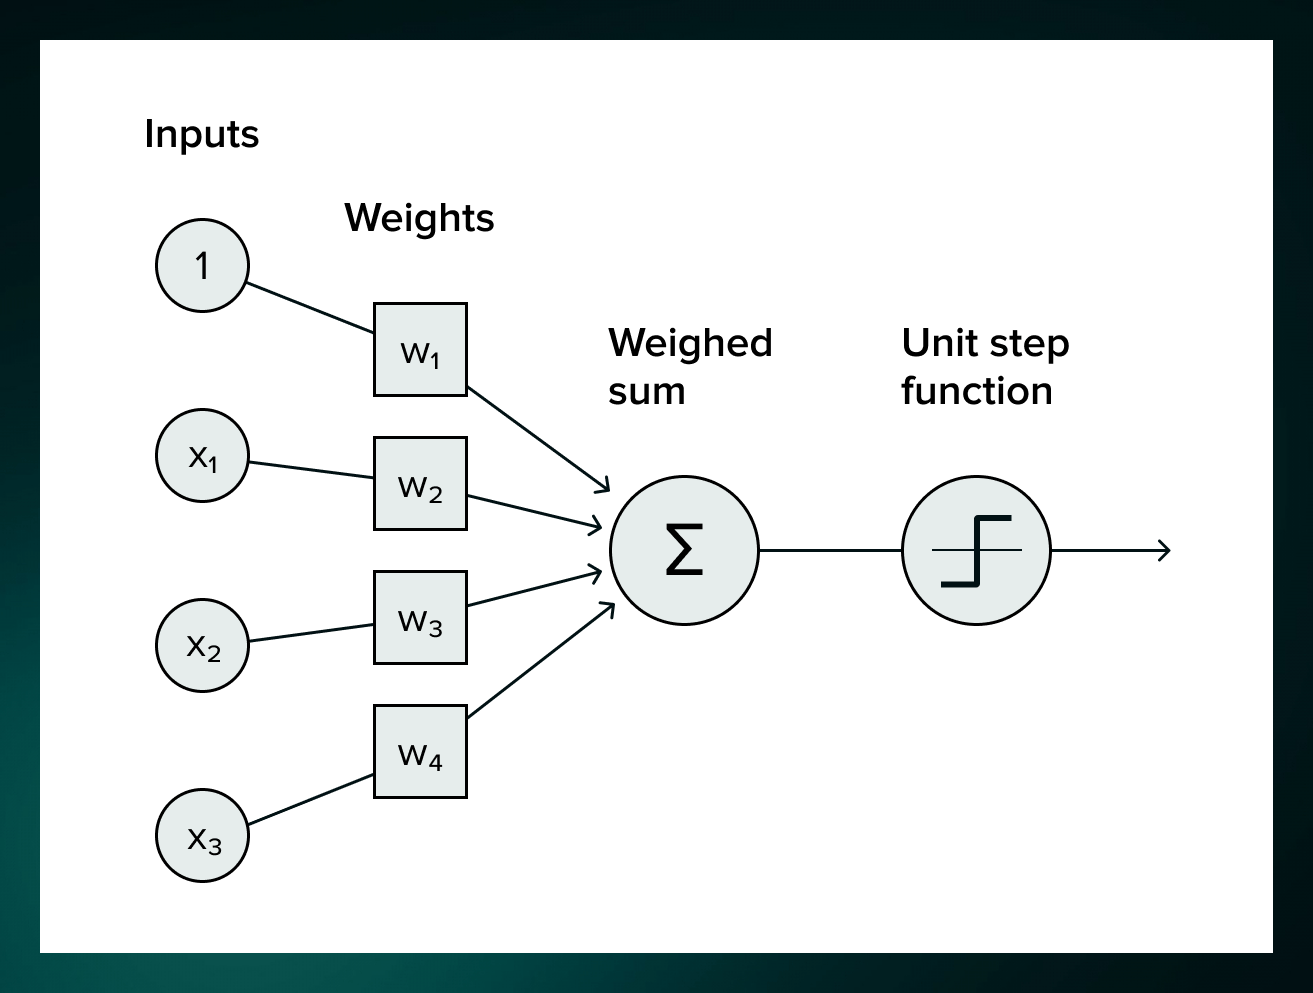 Inputs
Weights
1
w₁
Weighed
sum
Unit step
function
x₁
w₂
Σ
x₂
w₃
x₃
w₄